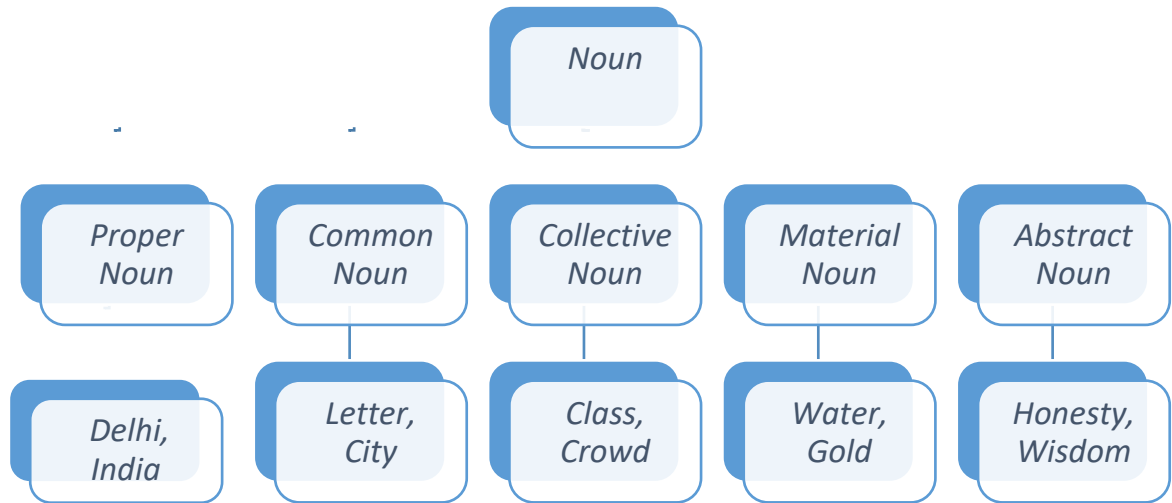 Noun
Proper
Noun
Common
Noun
Collective
Noun
Material
Noun
Abstract
Noun
Delhi,
India
Letter,
City
Class,
Crowd
Water,
Gold
Honesty,
Wisdom